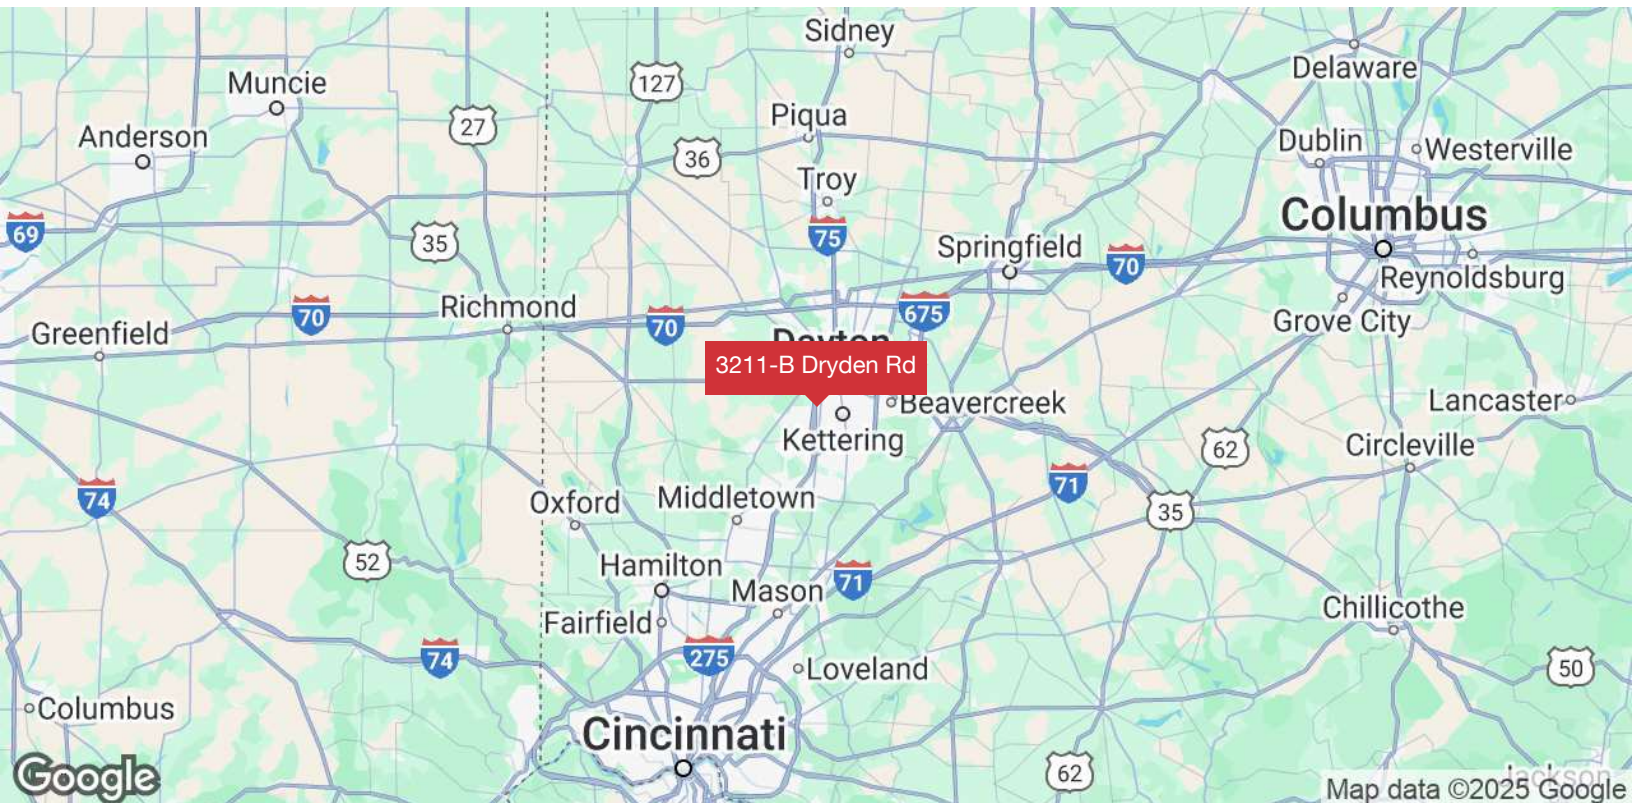 Sidney
Delaware
127
Muncie
27
Piqua
Anderson
36
Dublin
Westerville
Troy
Columbus
69
35
75
Springfield
70
Reynoldsburg
Richmond
70
70
675
Grove City
Greenfield
Dayton
3211-B Dryden Rd
Beavercreek
Lancaster
Kettering
62
Circleville
74
71
Oxford
Middletown
35
52
Hamilton
71
Mason
Fairfield
Chillicothe
74
275
Loveland
50
Columbus
Cincinnati
62
Jackson
Google
Map data ©2025 Google